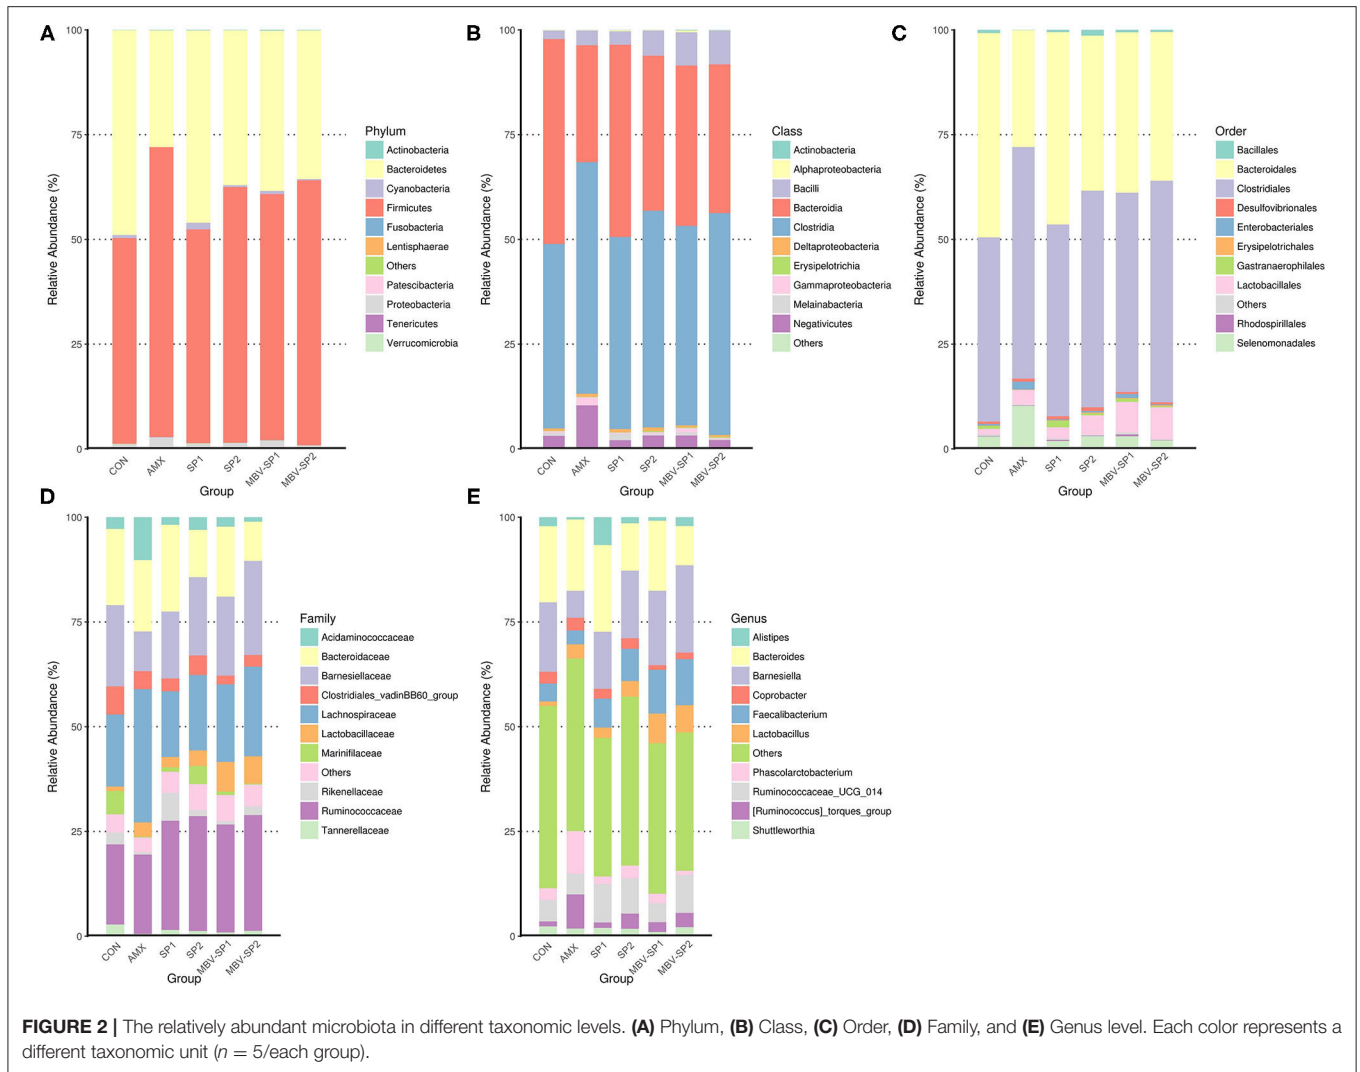 A
100
75
50
25
0
Relative Abundance (%)
CON
AMX
SP1
SP2
MBV-SP1
MBV-SP2
Group
Phylum
Actinobacteria
Bacteroidetes
Cyanobacteria
Firmicutes
Fusobacteria
Lentisphaerae
Others
Patescibacteria
Proteobacteria
Tenericutes
Verrucomicrobia
B
100
75
50
25
0
Relative Abundance (%)
CON
AMX
SP1
SP2
MBV-SP1
MBV-SP2
Group
Class
Actinobacteria
Alphaproteobacteria
Bacilli
Bacteroidia
Clostridia
Deltaproteobacteria
Erysipelotrichia
Gammaproteobacteria
Melainabacteria
Negativicutes
Others
C
100
75
50
25
0
Relative Abundance (%)
CON
AMX
SP1
SP2
MBV-SP1
MBV-SP2
Group
Order
Bacillales
Bacteroidales
Clostridiales
Desulfovibrionales
Enterobacteriales
Erysipelotrichales
Gastranaerophilales
Lactobacillales
Others
Rhodospirillales
Selenomonadales
D
100
75
50
25
0
Relative Abundance (%)
CON
AMX
SP1
SP2
MBV-SP1
MBV-SP2
Group
Family
Acidaminococcaceae
Bacteroidaceae
Barnesiellaceae
Clostridiales_vadinBB60_group
Lachnospiraceae
Lactobacillaceae
Marinifilaceae
Others
Rikenellaceae
Ruminococcaceae
Tannerellaceae
E
100
75
50
25
0
Relative Abundance (%)
CON
AMX
SP1
SP2
MBV-SP1
MBV-SP2
Group
Genus
Alistipes
Bacteroides
Barnesiella
Coprobacter
Faecalibacterium
Lactobacillus
Others
Phascolarctobacterium
Ruminococcaceae_UCG_014
[Ruminococcus]_torques_group
Shuttleworthia
FIGURE 2 | The relatively abundant microbiota in different taxonomic levels. (A) Phylum, (B) Class, (C) Order, (D) Family, and (E) Genus level. Each color represents a
different taxonomic unit (n = 5/each group).